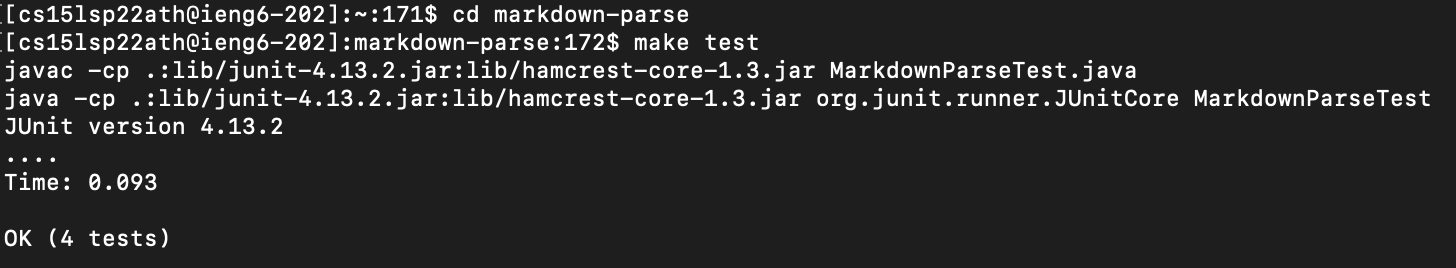 [[cs15lsp22ath@ieng6-202]:~:171$ cd markdown-parse
[[cs15lsp22ath@ieng6-202]:markdown-parse:172$ make test
javac -cp .:lib/junit-4.13.2.jar:lib/hamcrest-core-1.3.jar MarkdownParseTest.java
java -cp .:lib/junit-4.13.2.jar:lib/hamcrest-core-1.3.jar org.junit.runner.JUnitCore MarkdownParseTest
JUnit version 4.13.2
....
Time: 0.093
OK (4 tests)